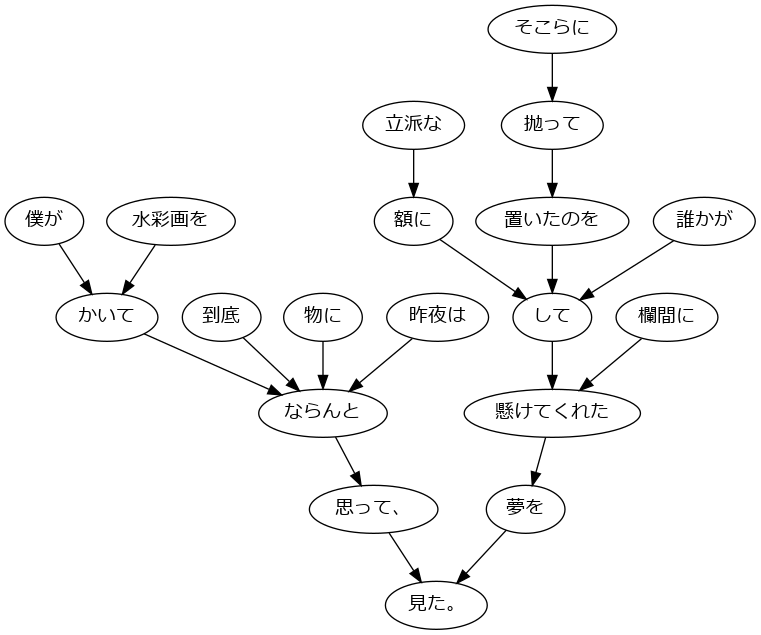 そこらに
立派な
抛って
僕が
水彩画を
額に
置いたのを
誰かが
かいて
到底
物に
昨夜は
して
欄間に
ならんと
懸けてくれた
思って、
夢を
見た。